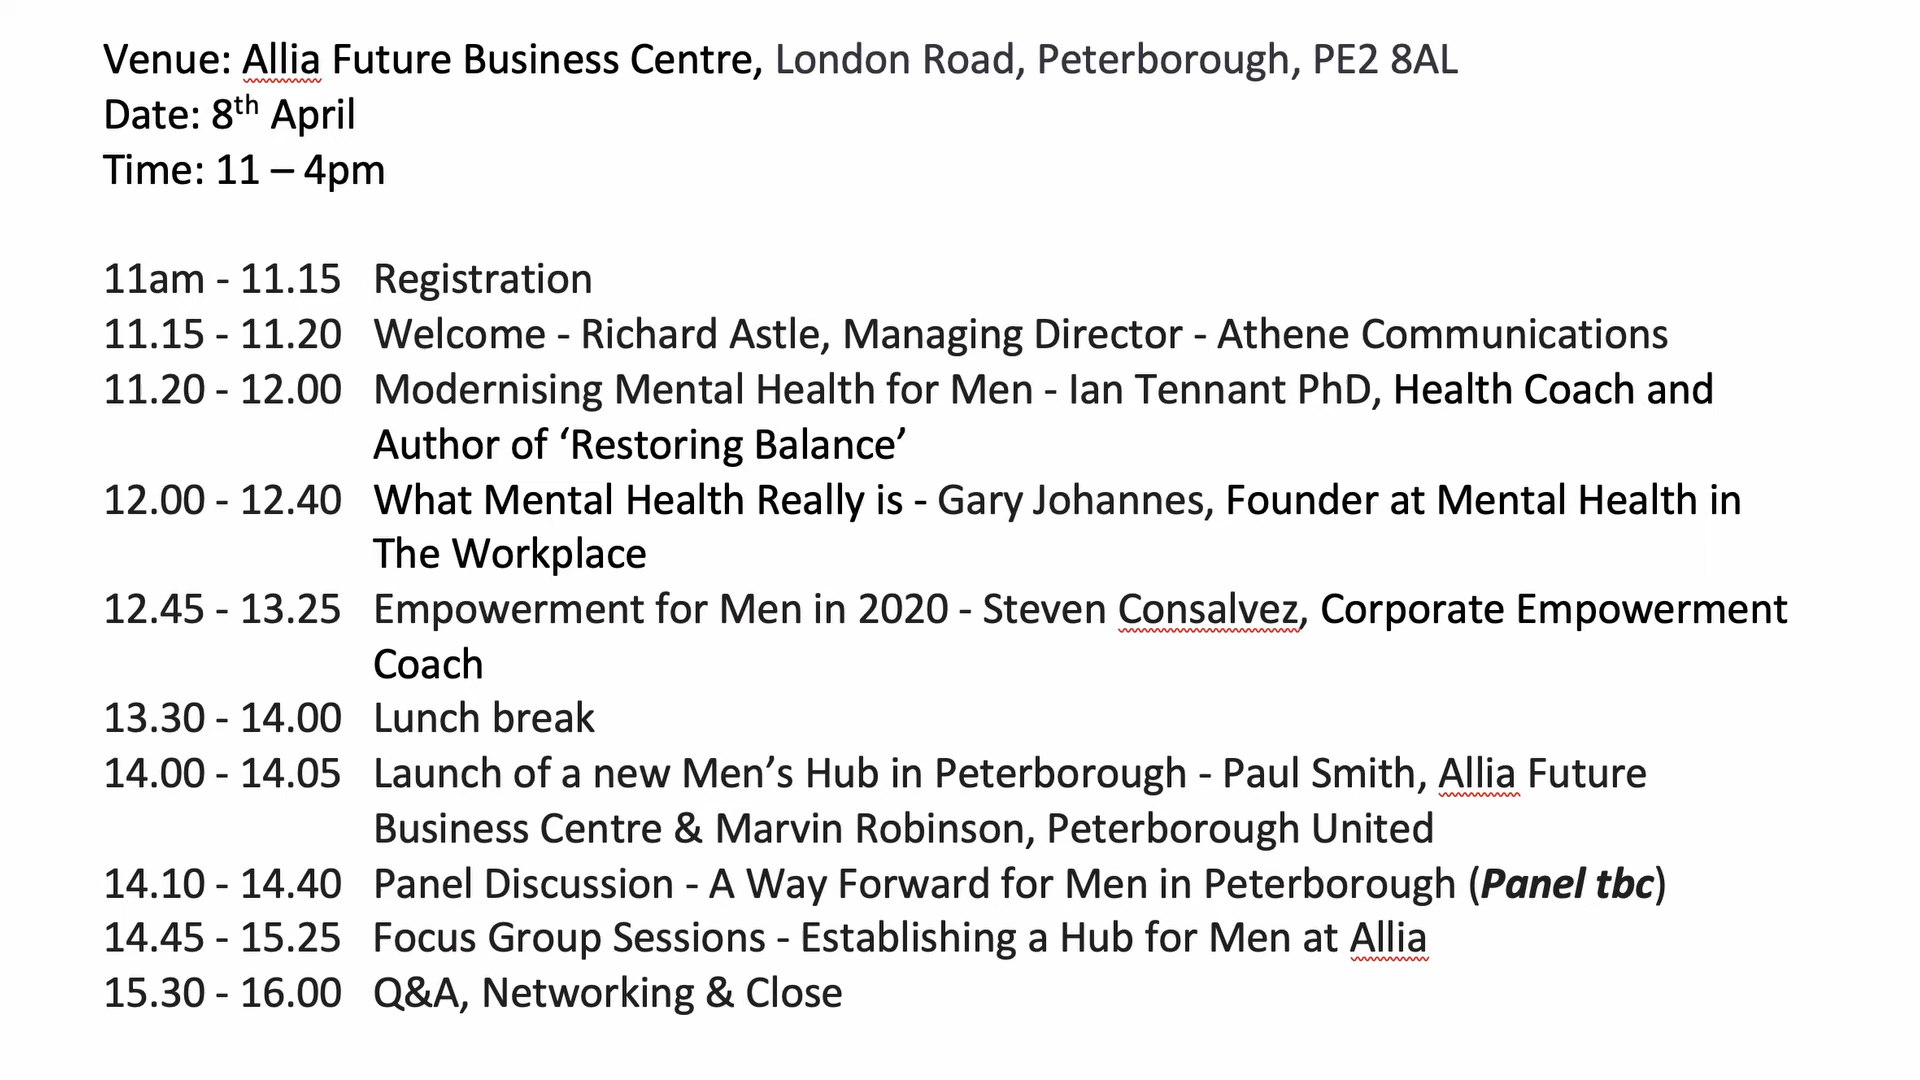 Venue: Allia Future Business Centre, London Road, Peterborough, PE2 8AL
Date: 8th April
Time: 11 – 4pm
11am - 11.15 Registration
11.15 - 11.20 Welcome - Richard Astle, Managing Director - Athene Communications
11.20 - 12.00 Modernising Mental Health for Men - Ian Tennant PhD, Health Coach and
Author of ‘Restoring Balance’
12.00 - 12.40 What Mental Health Really is - Gary Johannes, Founder at Mental Health in
The Workplace
12.45 - 13.25 Empowerment for Men in 2020 - Steven Consalvez, Corporate Empowerment
Coach
13.30 - 14.00 Lunch break
14.00 - 14.05 Launch of a new Men’s Hub in Peterborough - Paul Smith, Allia Future
Business Centre & Marvin Robinson, Peterborough United
14.10 - 14.40 Panel Discussion - A Way Forward for Men in Peterborough (Panel tbc)
14.45 - 15.25 Focus Group Sessions - Establishing a Hub for Men at Allia
15.30 - 16.00 Q&A, Networking & Close